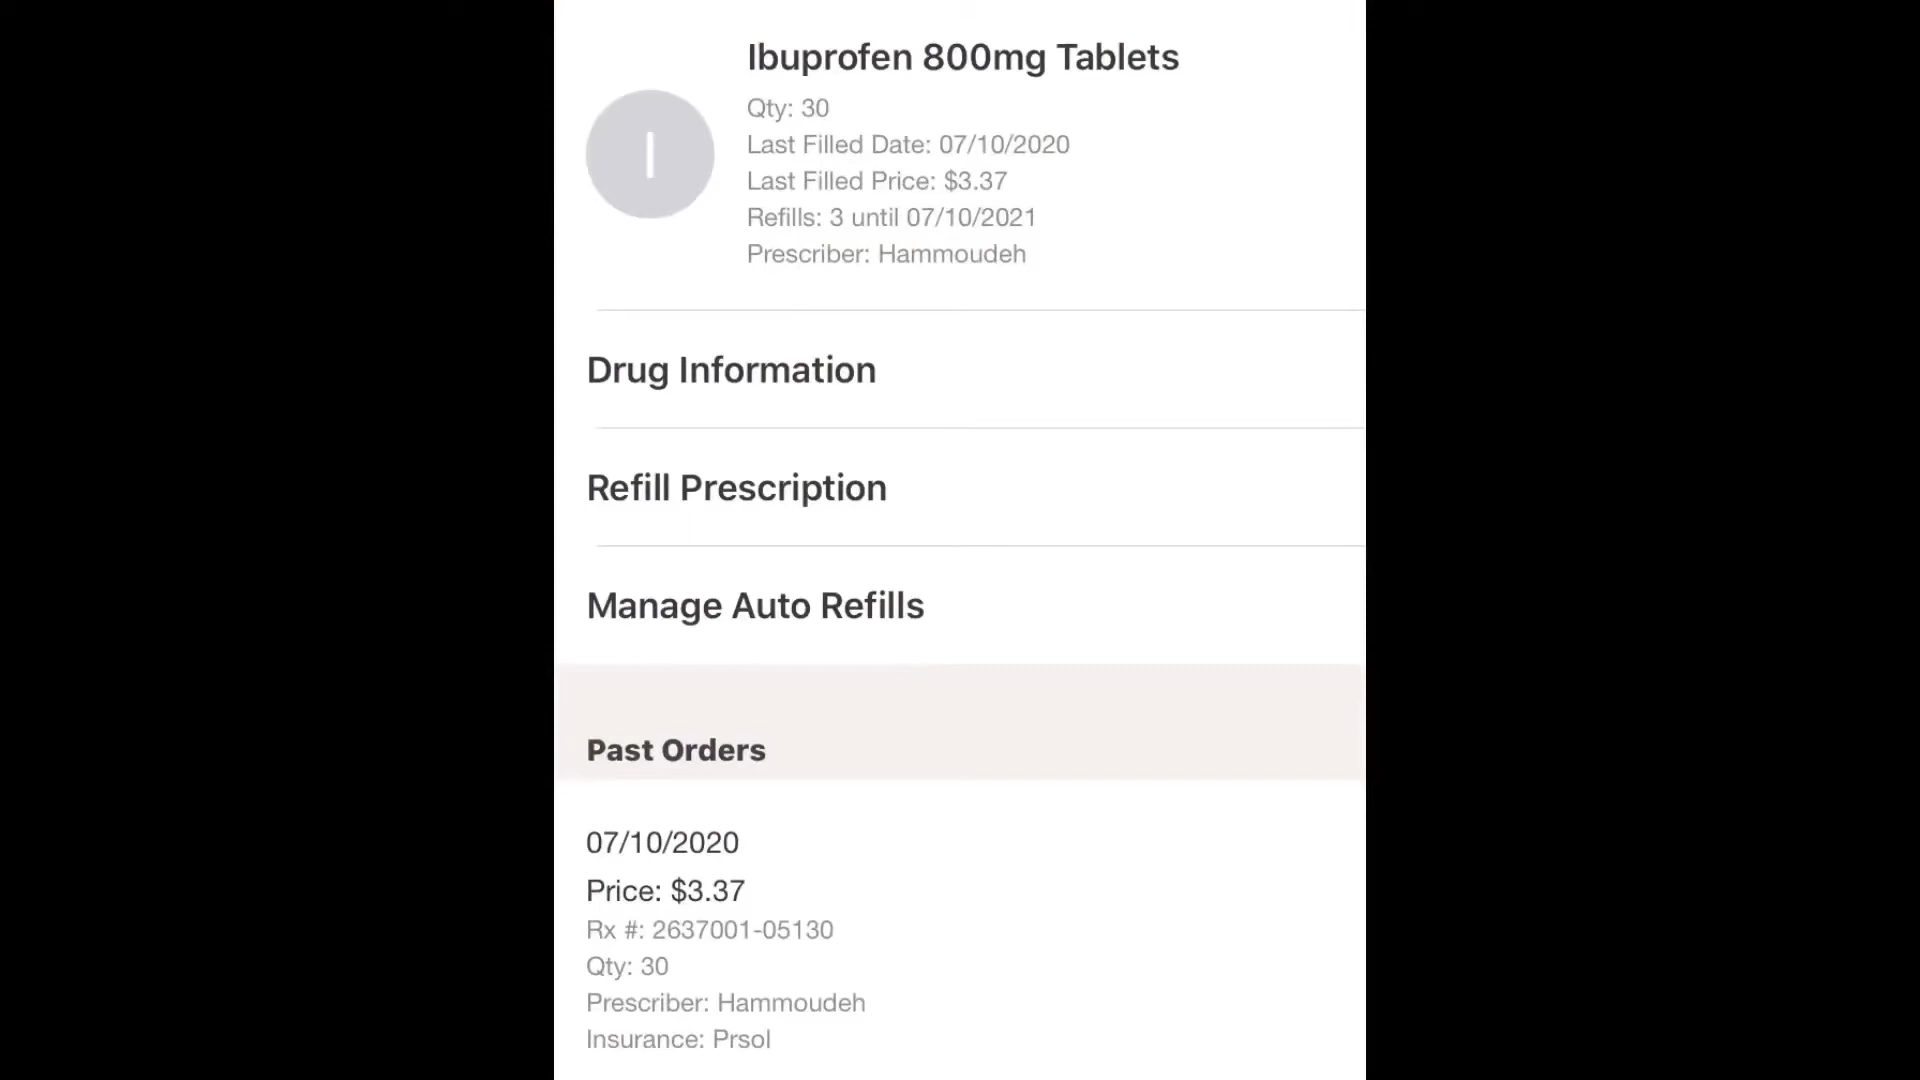 Ibuprofen 800mg Tablets
I
Qty: 30
Last Filled Date: 07/10/2020
Last Filled Price: $3.37
Refills: 3 until 07/10/2021
Prescriber: Hammoudeh
Drug Information
Refill Prescription
Manage Auto Refills
Past Orders
07/10/2020
Price: $3.37
Rx #: 2637001-05130
Qty: 30
Prescriber: Hammoudeh
Insurance: Prsol